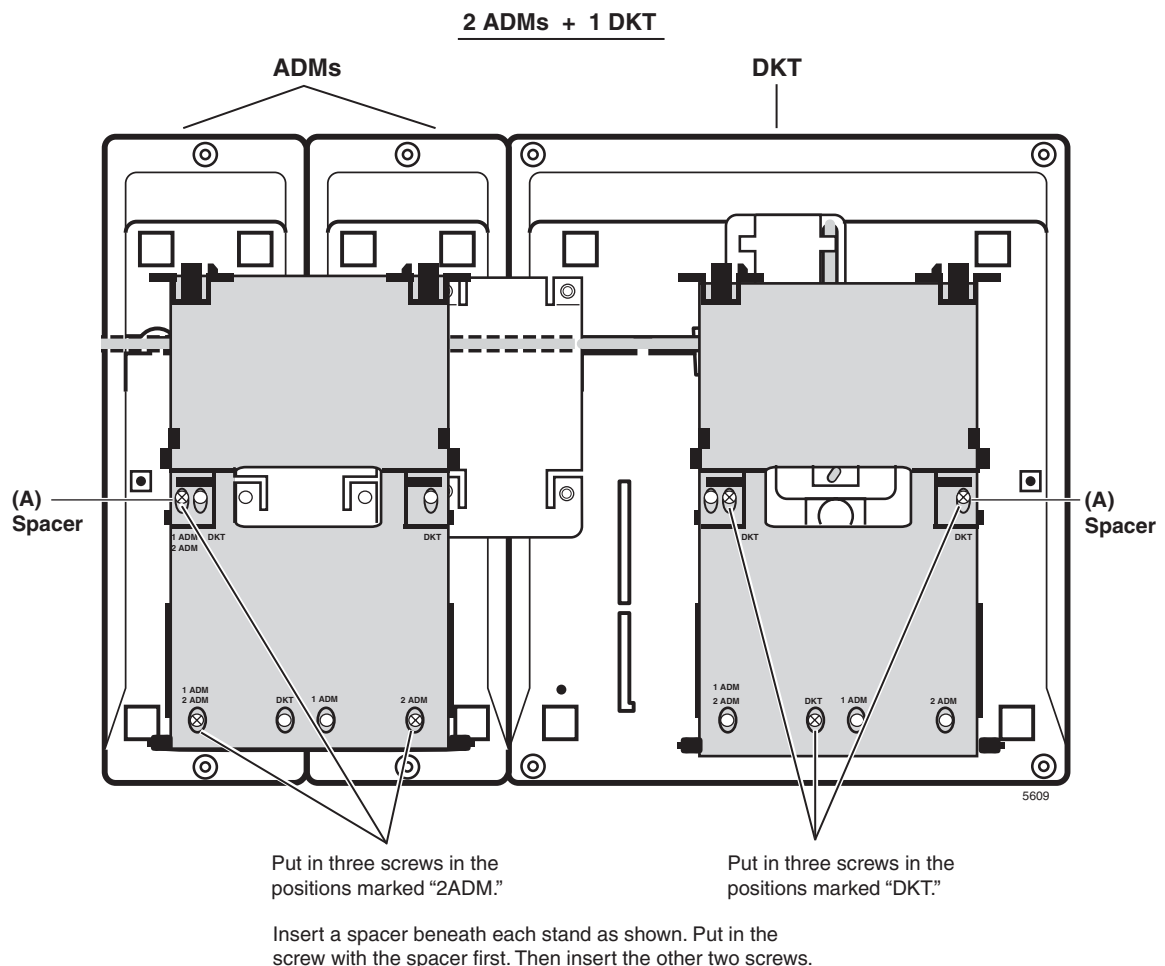 2 ADMs + 1 DKT
ADMs
DKT
(A)
Spacer
(A)
Spacer
1 ADM DKT
2 ADM
DKT
DKT
DKT
1 ADM
2 ADM
DKT
1 ADM
2 ADM
1 ADM
2 ADM
DKT
1 ADM
2 ADM
5609
Put in three screws in the
positions marked “2ADM.”
Put in three screws in the
positions marked “DKT.”
Insert a spacer beneath each stand as shown. Put in the
screw with the spacer first. Then insert the other two screws.